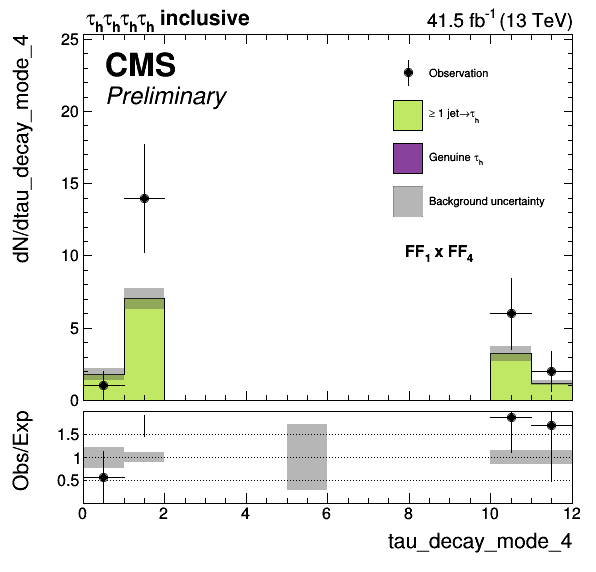 τhτhτhτh inclusive
41.5 fb⁻¹ (13 TeV)
dN/dtau_decay_mode_4
25
20
15
10
5
0
CMS
Preliminary
Observation
≥ 1 jet→τh
Genuine τh
Background uncertainty
FF1 x FF4
Obs/Exp
1.5
1
0.5
0 2 4 6 8 10 12
tau_decay_mode_4